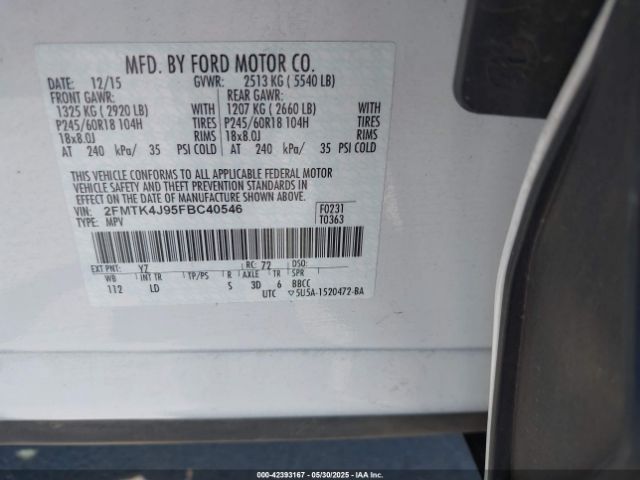 MFD. BY FORD MOTOR CO.
DATE: 12/15 GVWR: 2513 KG ( 5540 LB)
FRONT GAWR: REAR GAWR:
1325 KG ( 2920 LB) WITH 1207 KG ( 2660 LB) WITH
P245/60R18 104H TIRES P245/60R18 104H TIRES
18x8.0J RIMS 18x8.0J RIMS
AT 240 kPa/ 35 PSI COLD AT 240 kPa/ 35 PSI COLD
THIS VEHICLE CONFORMS TO ALL APPLICABLE FEDERAL MOTOR
VEHICLE SAFETY AND BUMPER AND THEFT PREVENTION STANDARDS IN
EFFECT ON THE DATE OF MANUFACTURE SHOWN ABOVE.
VIN: 2FMTK4J95FBC40546 F0231
TYPE: MPV T0363
EXT PNT: YZ RC: 72 DSO:
WB INT TR TP/PS R AXLE TR SPR
112 LD S 3D 6 BBCC
UTC ▽5U5A-1520472-BA
000-42393167 - 05/30/2025 - IAAI.com